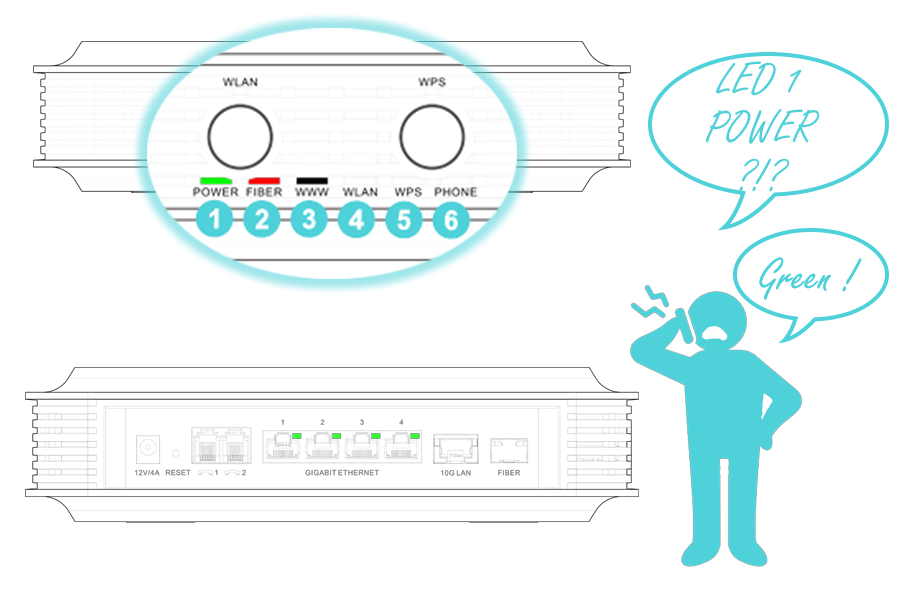 WLAN WPS
POWER FIBER WWW WLAN WPS PHONE
1 2 3 4 5 6
LED 1
POWER
?!?
Green !
1 2 3 4
12V/4A RESET 1 2 GIGABIT ETHERNET 10G LAN FIBER